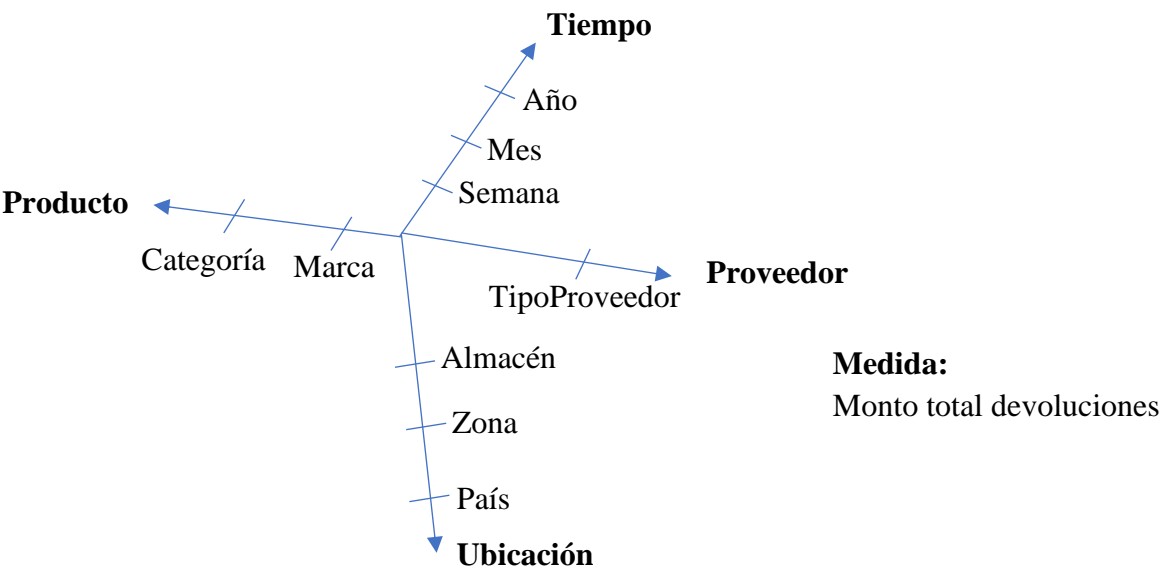 Tiempo
Año
Mes
Semana
Producto
Categoría
Marca
Proveedor
TipoProveedor
Almacén
Zona
País
Ubicación
Medida:
Monto total devoluciones